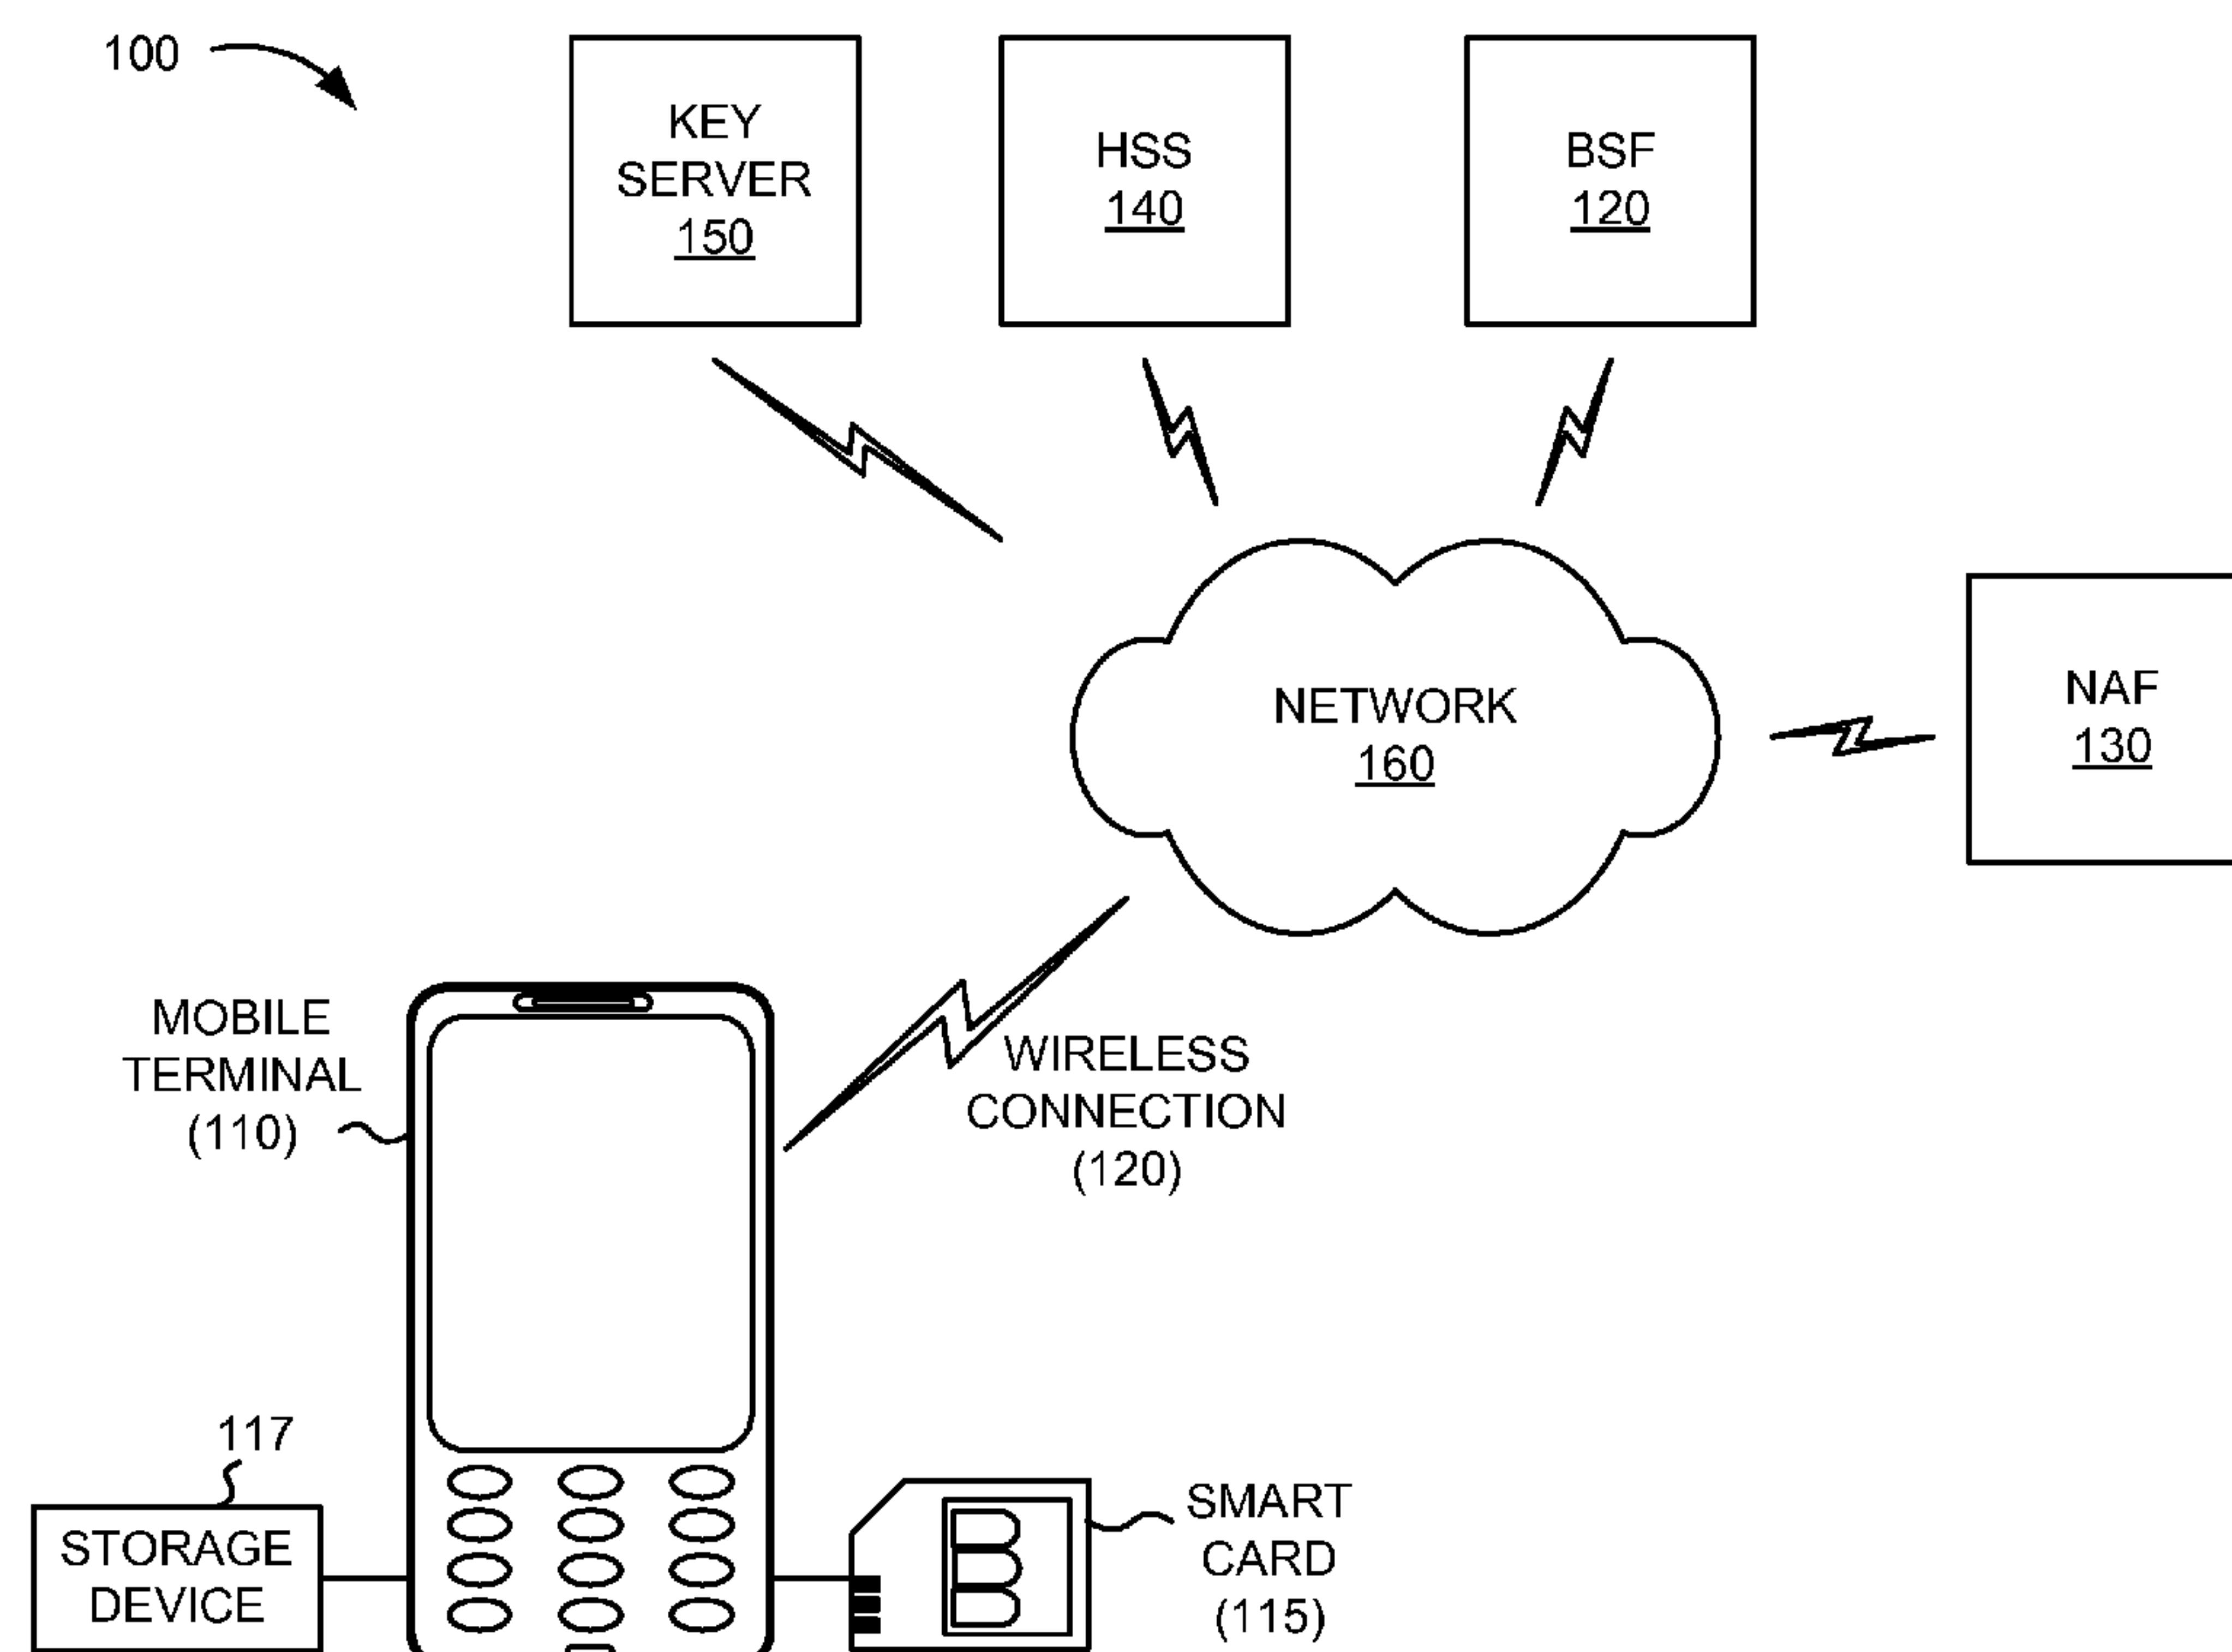 100
KEY
SERVER
150
HSS
140
BSF
120
NETWORK
160
NAF
130
MOBILE
TERMINAL
(110)
WIRELESS
CONNECTION
(120)
117
STORAGE
DEVICE
SMART
CARD
(115)